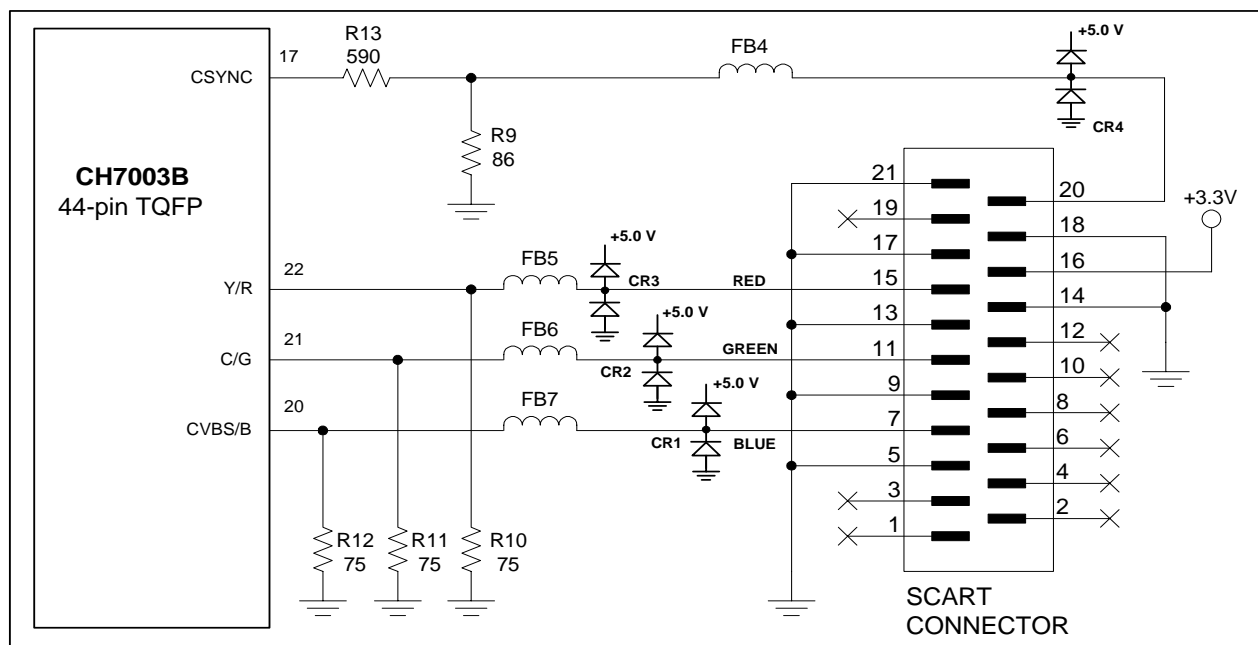 R13
590
17
CSYNC
FB4
+5.0 V
CR4
R9
86
CH7003B
44-pin TQFP
21
19
17
15
13
11
9
7
5
3
1
20
18
16
14
12
10
8
6
4
2
+3.3V
22
Y/R
FB5
+5.0 V
CR3
RED
21
C/G
FB6
+5.0 V
CR2
GREEN
20
CVBS/B
FB7
+5.0 V
CR1
BLUE
R12
75
R11
75
R10
75
SCART
CONNECTOR